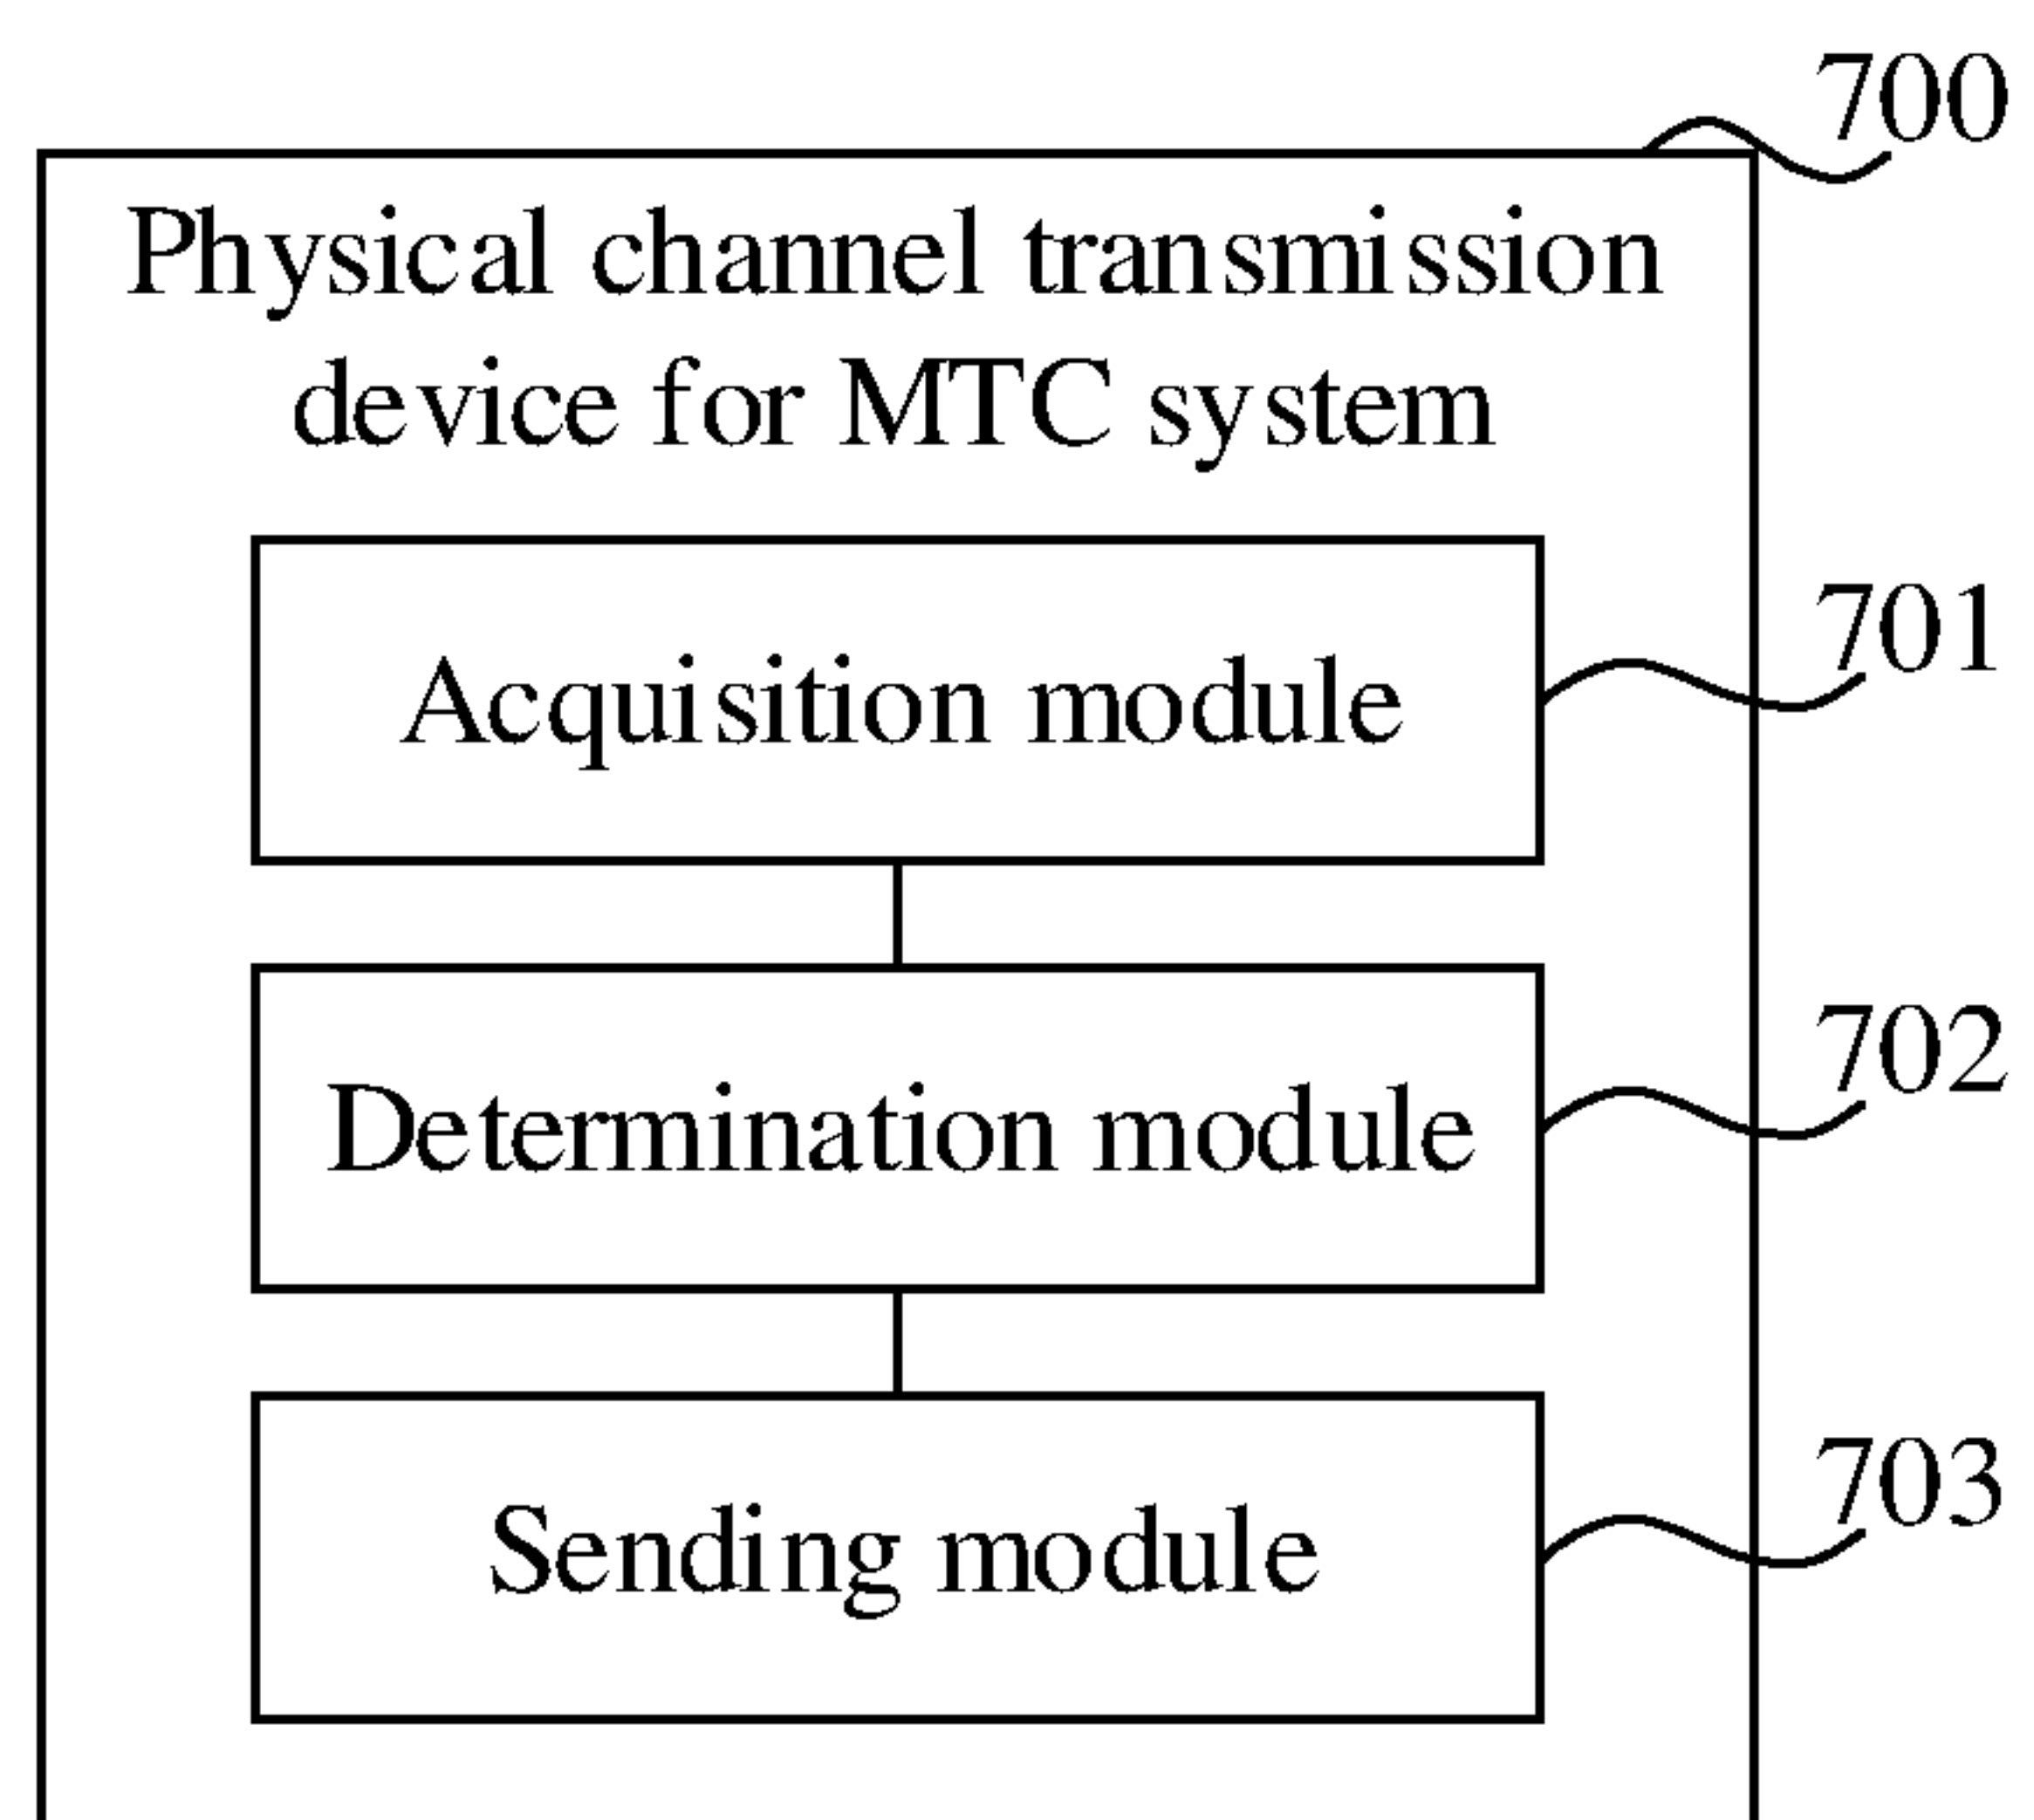 700
Physical channel transmission
device for MTC system
701
Acquisition module
702
Determination module
703
Sending module